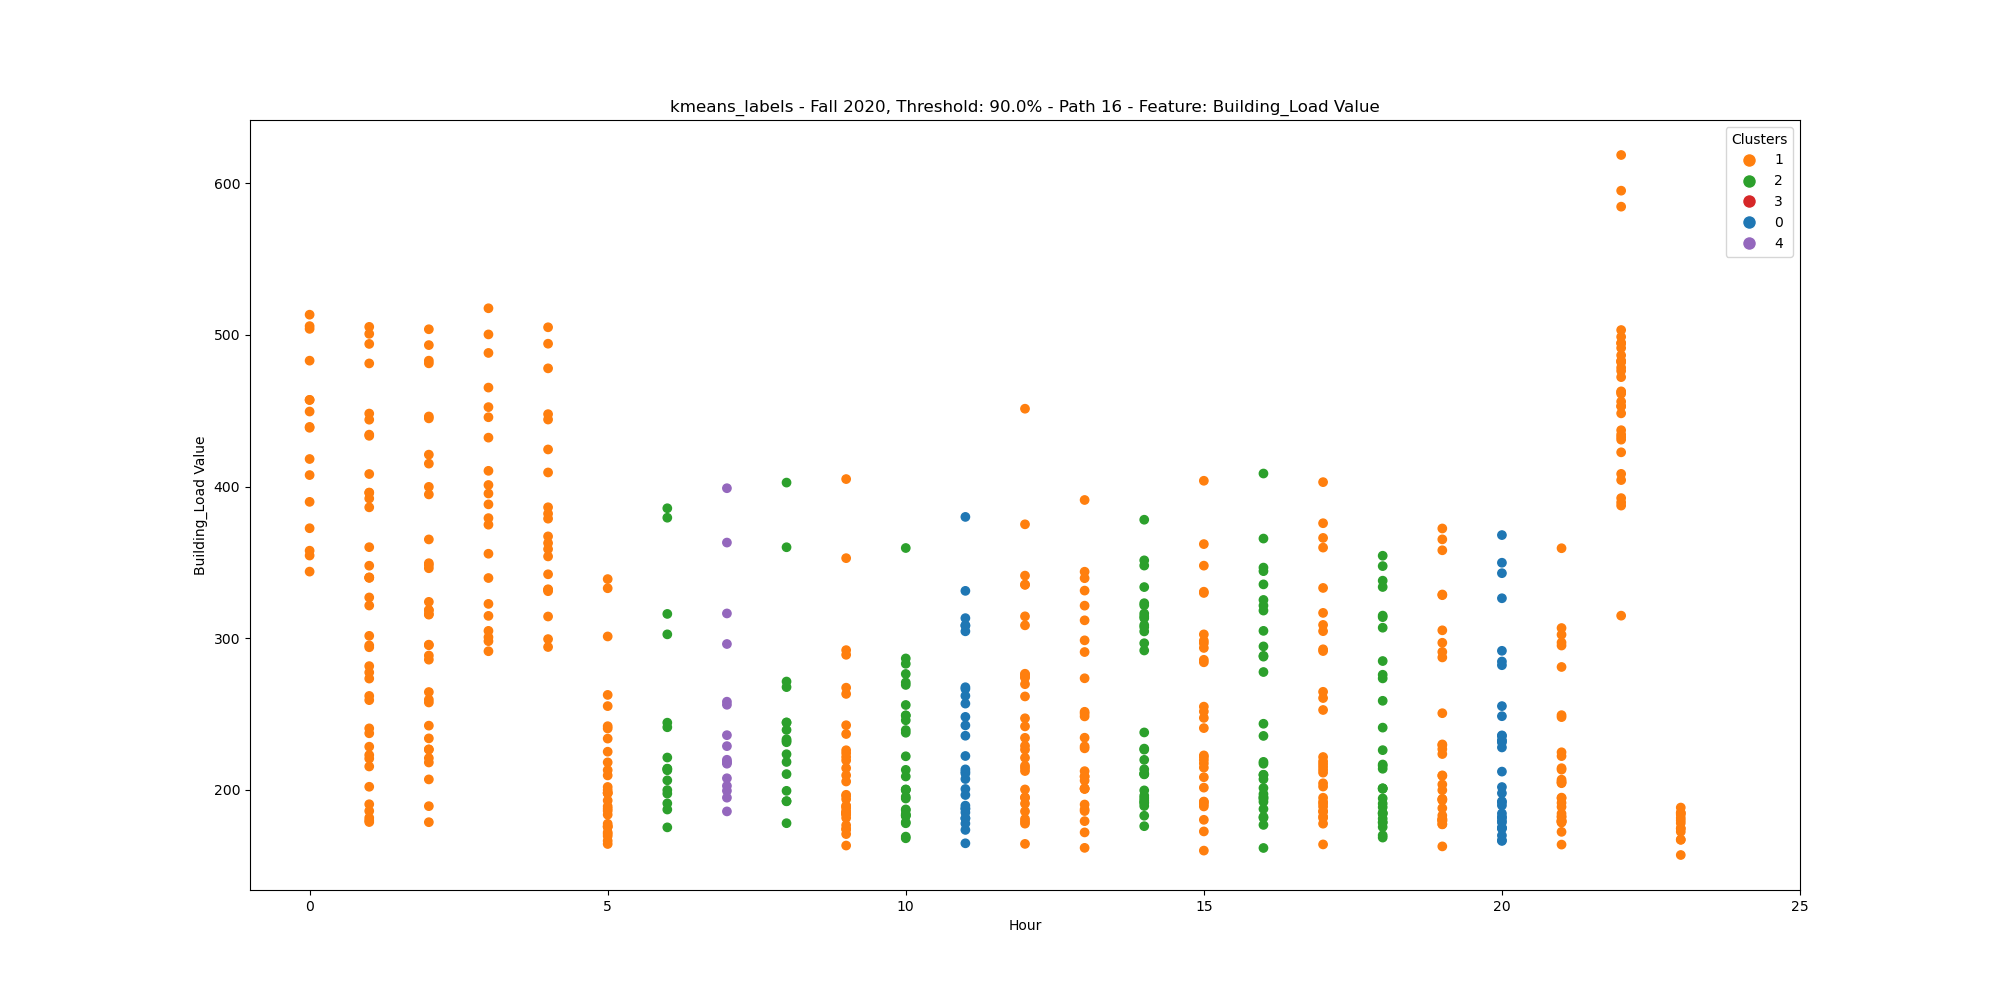 kmeans_labels - Fall 2020, Threshold: 90.0% - Path 16 - Feature: Building_Load Value
Clusters
1
2
3
0
4
600
500
400
300
200
Building_Load Value
0 5 10 15 20 25
Hour